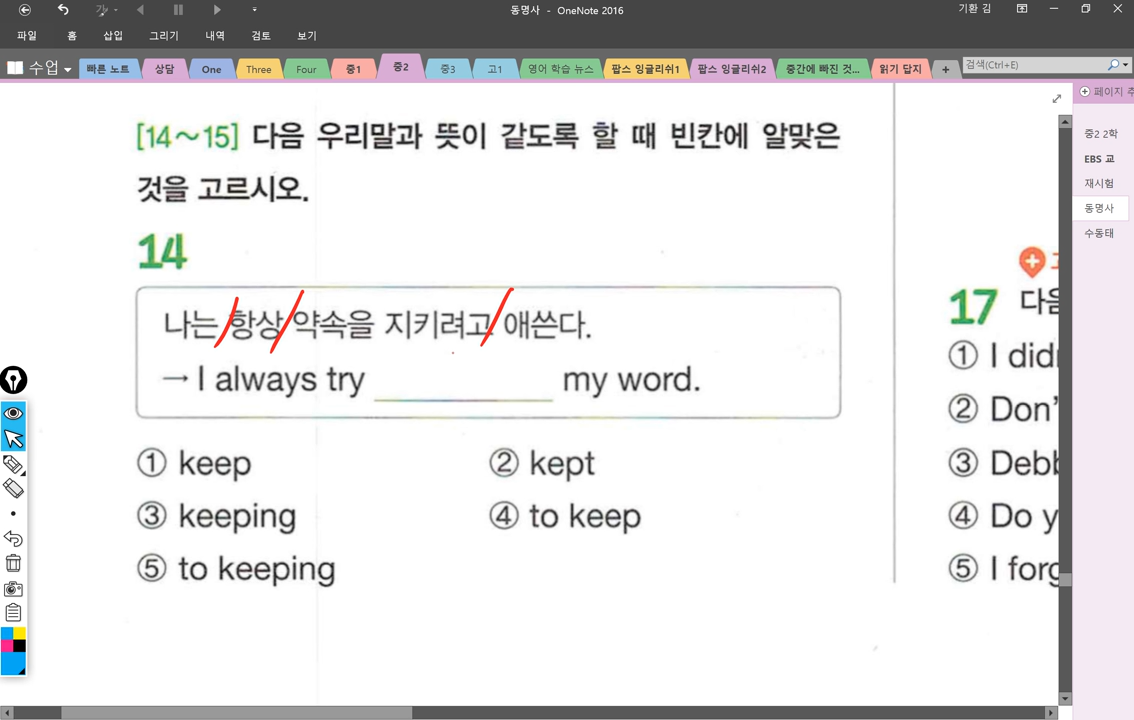 동명사 - OneNote 2016
기환 김
파일 홈 삽입 그리기 내역 검토 보기
수업 빠른 노트 상담 One Three Four 중1 중2 중3 고1 영어 학습 뉴스 팝스 잉글리쉬1 팝스 잉글리쉬2 중간에 빠진 것... 읽기 답지 + 검색(Ctrl+E)
페이지 추
중2 2학
EBS 교
재시험
동명사
수동태
[14~15] 다음 우리말과 뜻이 같도록 할 때 빈칸에 알맞은
것을 고르시오.
14
나는 항상 약속을 지키려고 애쓴다.
→ I always try ____________ my word.
① keep ② kept
③ keeping ④ to keep
⑤ to keeping
17 다음
① I didn
② Don'
③ Debb
④ Do y
⑤ I forg